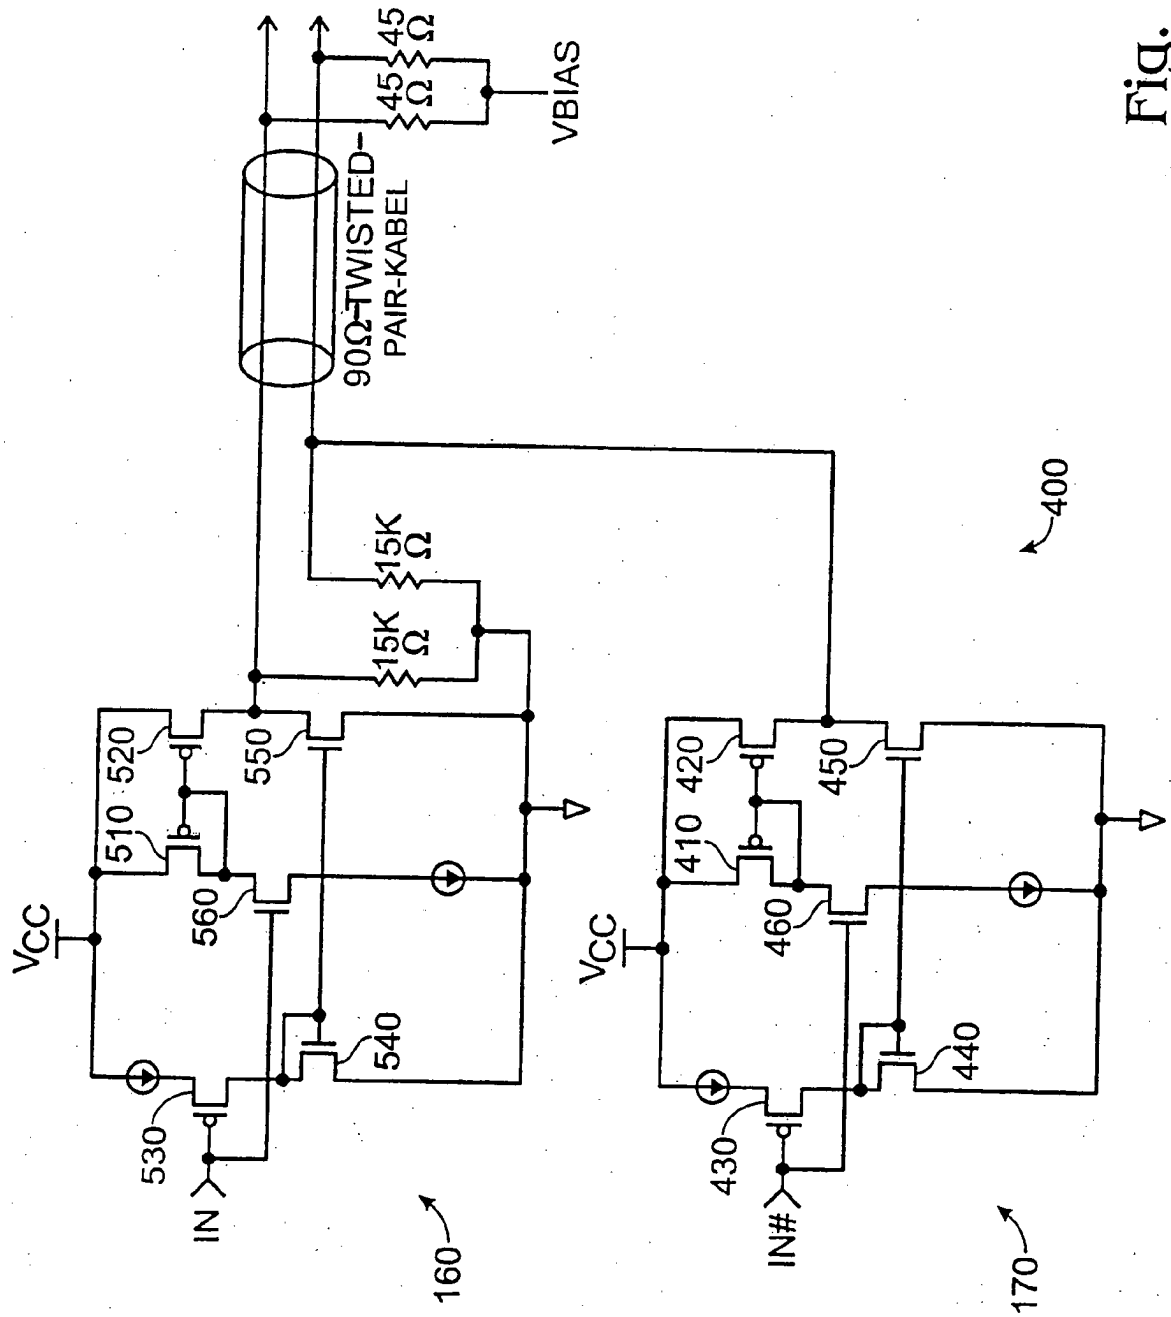 VCC
510
520
530
560
IN
540
550
160
15K
Ω
15K
Ω
90Ω-TWISTED-
PAIR-KABEL
45
Ω
45
Ω
VBIAS
VCC
410
420
430
460
IN#
440
450
170
400
Fig.